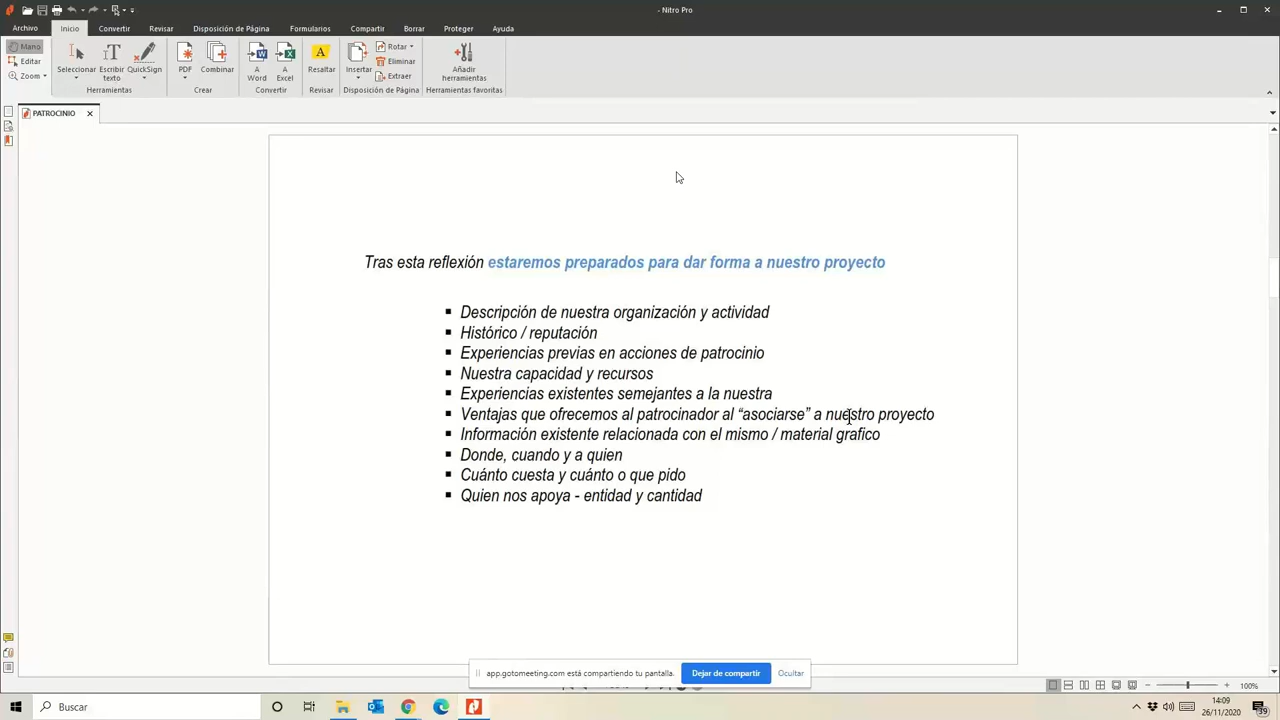 - Nitro Pro
Archivo Inicio Convertir Revisar Disposición de Página Formularios Compartir Borrar Proteger Ayuda
Mano
Editar
Zoom
Seleccionar Escribir texto QuickSign
Herramientas
PDF Combinar
Crear
A Word A Excel
Convertir
Resaltar
Revisar
Insertar Rotar Eliminar Extraer
Disposición de Página
Añadir herramientas
Herramientas favoritas
PATROCINIO
Tras esta reflexión estaremos preparados para dar forma a nuestro proyecto
▪ Descripción de nuestra organización y actividad
▪ Histórico / reputación
▪ Experiencias previas en acciones de patrocinio
▪ Nuestra capacidad y recursos
▪ Experiencias existentes semejantes a la nuestra
▪ Ventajas que ofrecemos al patrocinador al “asociarse” a nuestro proyecto
▪ Información existente relacionada con el mismo / material grafico
▪ Donde, cuando y a quien
▪ Cuánto cuesta y cuánto o que pido
▪ Quien nos apoya - entidad y cantidad
app.gotomeeting.com está compartiendo tu pantalla. Dejar de compartir Ocultar
100%
Buscar
14:09
26/11/2020
39